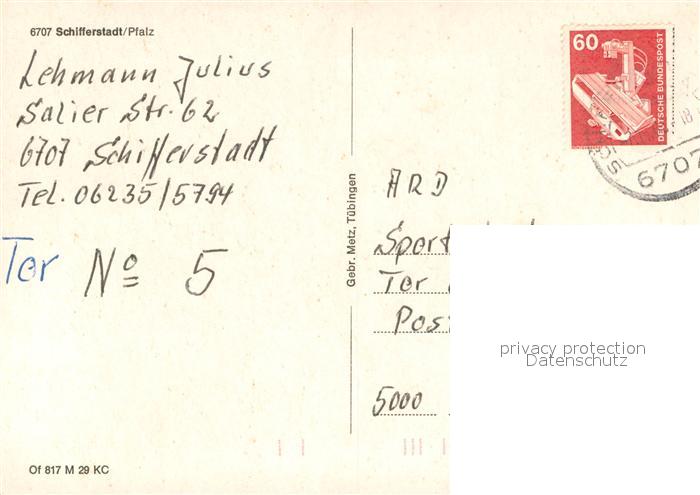 6707 Schifferstadt/Pfalz
Lehmann Julius
Salier Str. 62
6707 Schifferstadt
Tel. 06235/5794
Tor No 5
Of 817 M 29 KC
Gebr. Metz, Tübingen
60
DEUTSCHE BUNDESPOST
6707
18
ARD
Sport
Tor
Pos
5000
privacy protection
Datenschutz